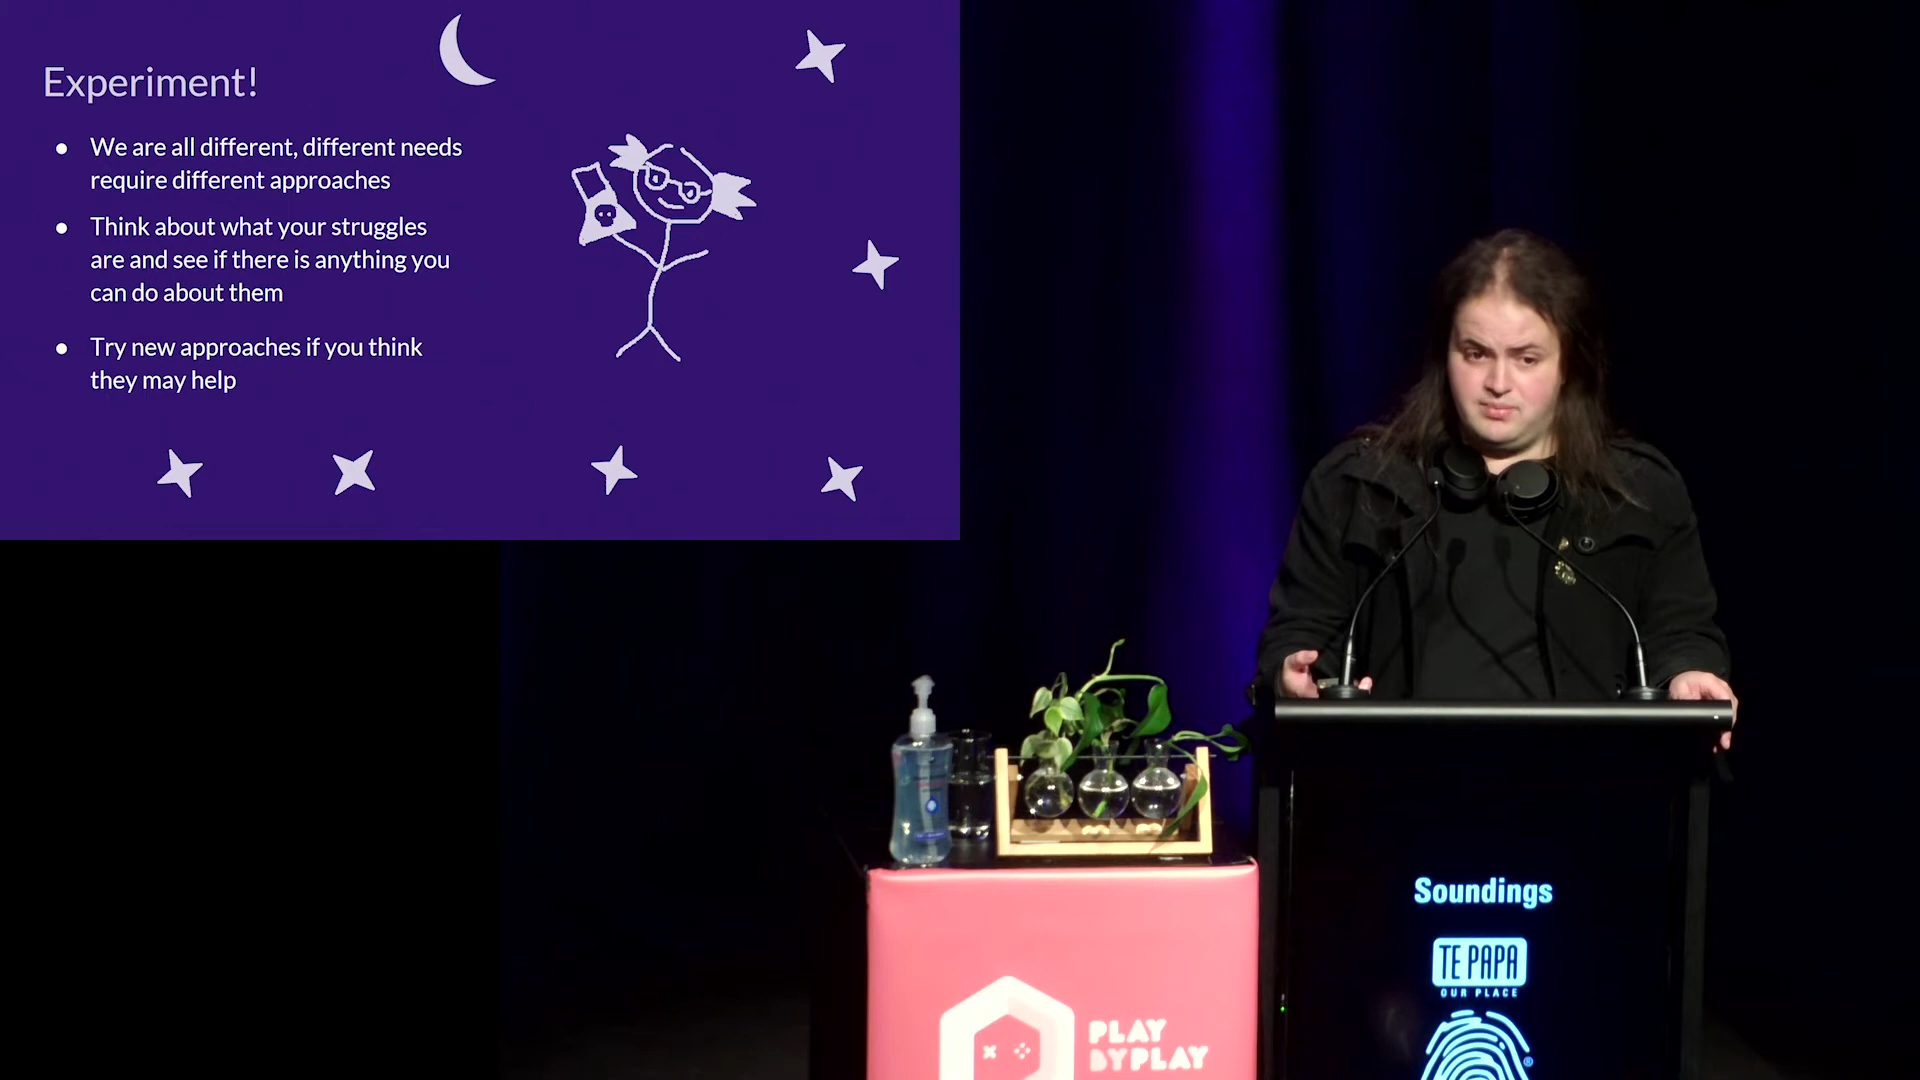 Experiment!
● We are all different, different needs
require different approaches
● Think about what your struggles
are and see if there is anything you
can do about them
● Try new approaches if you think
they may help
Soundings
TE PAPA
OUR PLACE
PLAY
BYPLAY